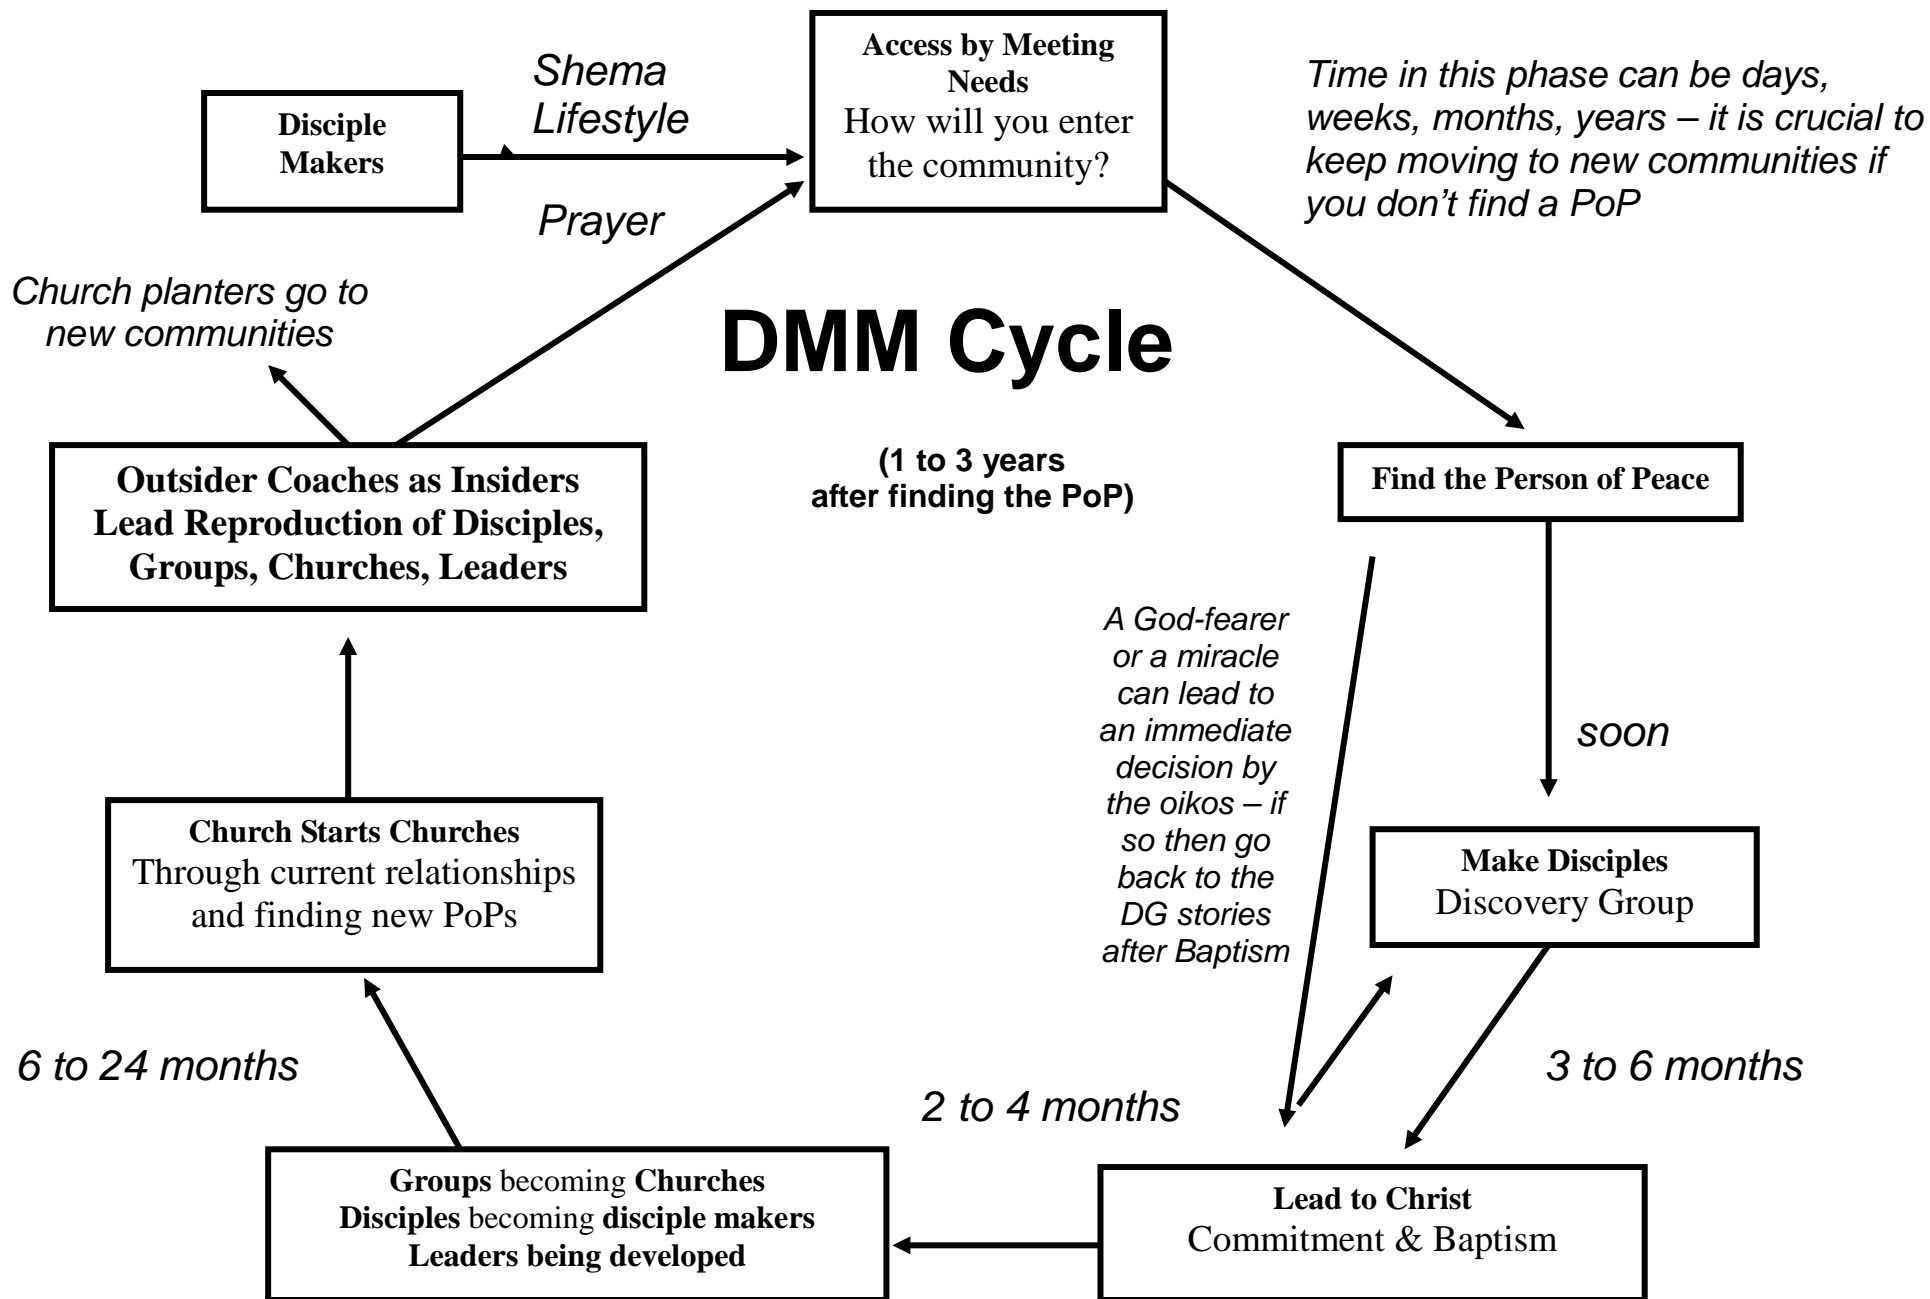 Shema
Lifestyle
Prayer
Disciple
Makers
Access by Meeting
Needs
How will you enter
the community?
Time in this phase can be days,
weeks, months, years – it is crucial to
keep moving to new communities if
you don’t find a PoP
Church planters go to
new communities
DMM Cycle
(1 to 3 years
after finding the PoP)
Outsider Coaches as Insiders
Lead Reproduction of Disciples,
Groups, Churches, Leaders
Find the Person of Peace
A God-fearer
or a miracle
can lead to
an immediate
decision by
the oikos – if
so then go
back to the
DG stories
after Baptism
soon
Church Starts Churches
Through current relationships
and finding new PoPs
Make Disciples
Discovery Group
6 to 24 months
2 to 4 months
3 to 6 months
Groups becoming Churches
Disciples becoming disciple makers
Leaders being developed
Lead to Christ
Commitment & Baptism